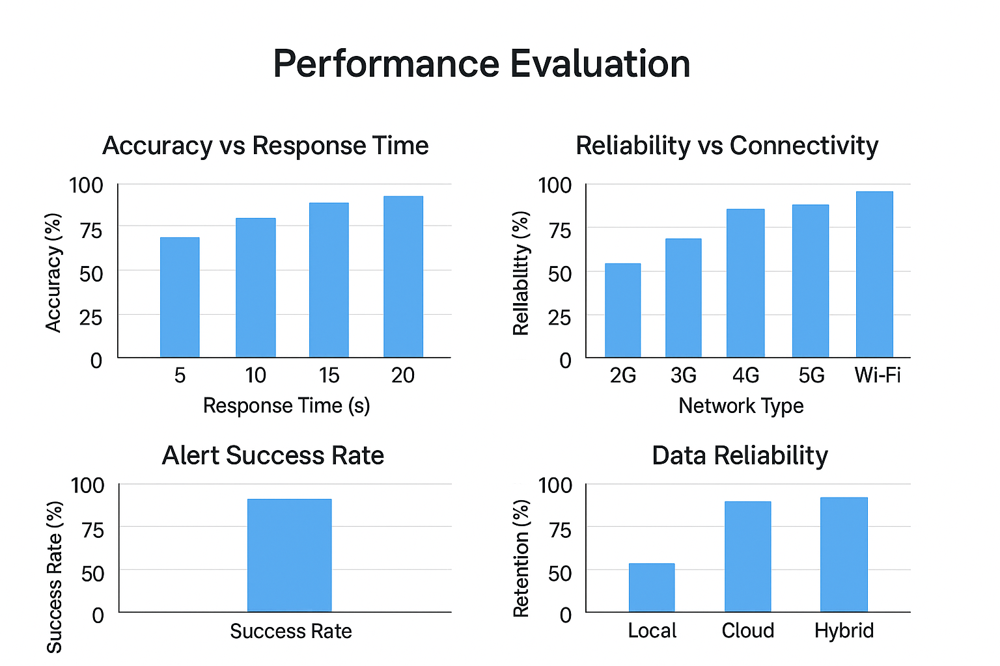 Performance Evaluation
Accuracy vs Response Time
Accuracy (%)
100
75
50
25
0
5 10 15 20
Response Time (s)
Reliability vs Connectivity
Rellablltty (%)
100
75
50
25
0
2G 3G 4G 5G Wi-Fi
Network Type
Alert Success Rate
Success Rate (%)
100
75
50
0
Success Rate
Data Reliability
Retention (%)
100
75
50
0
Local Cloud Hybrid